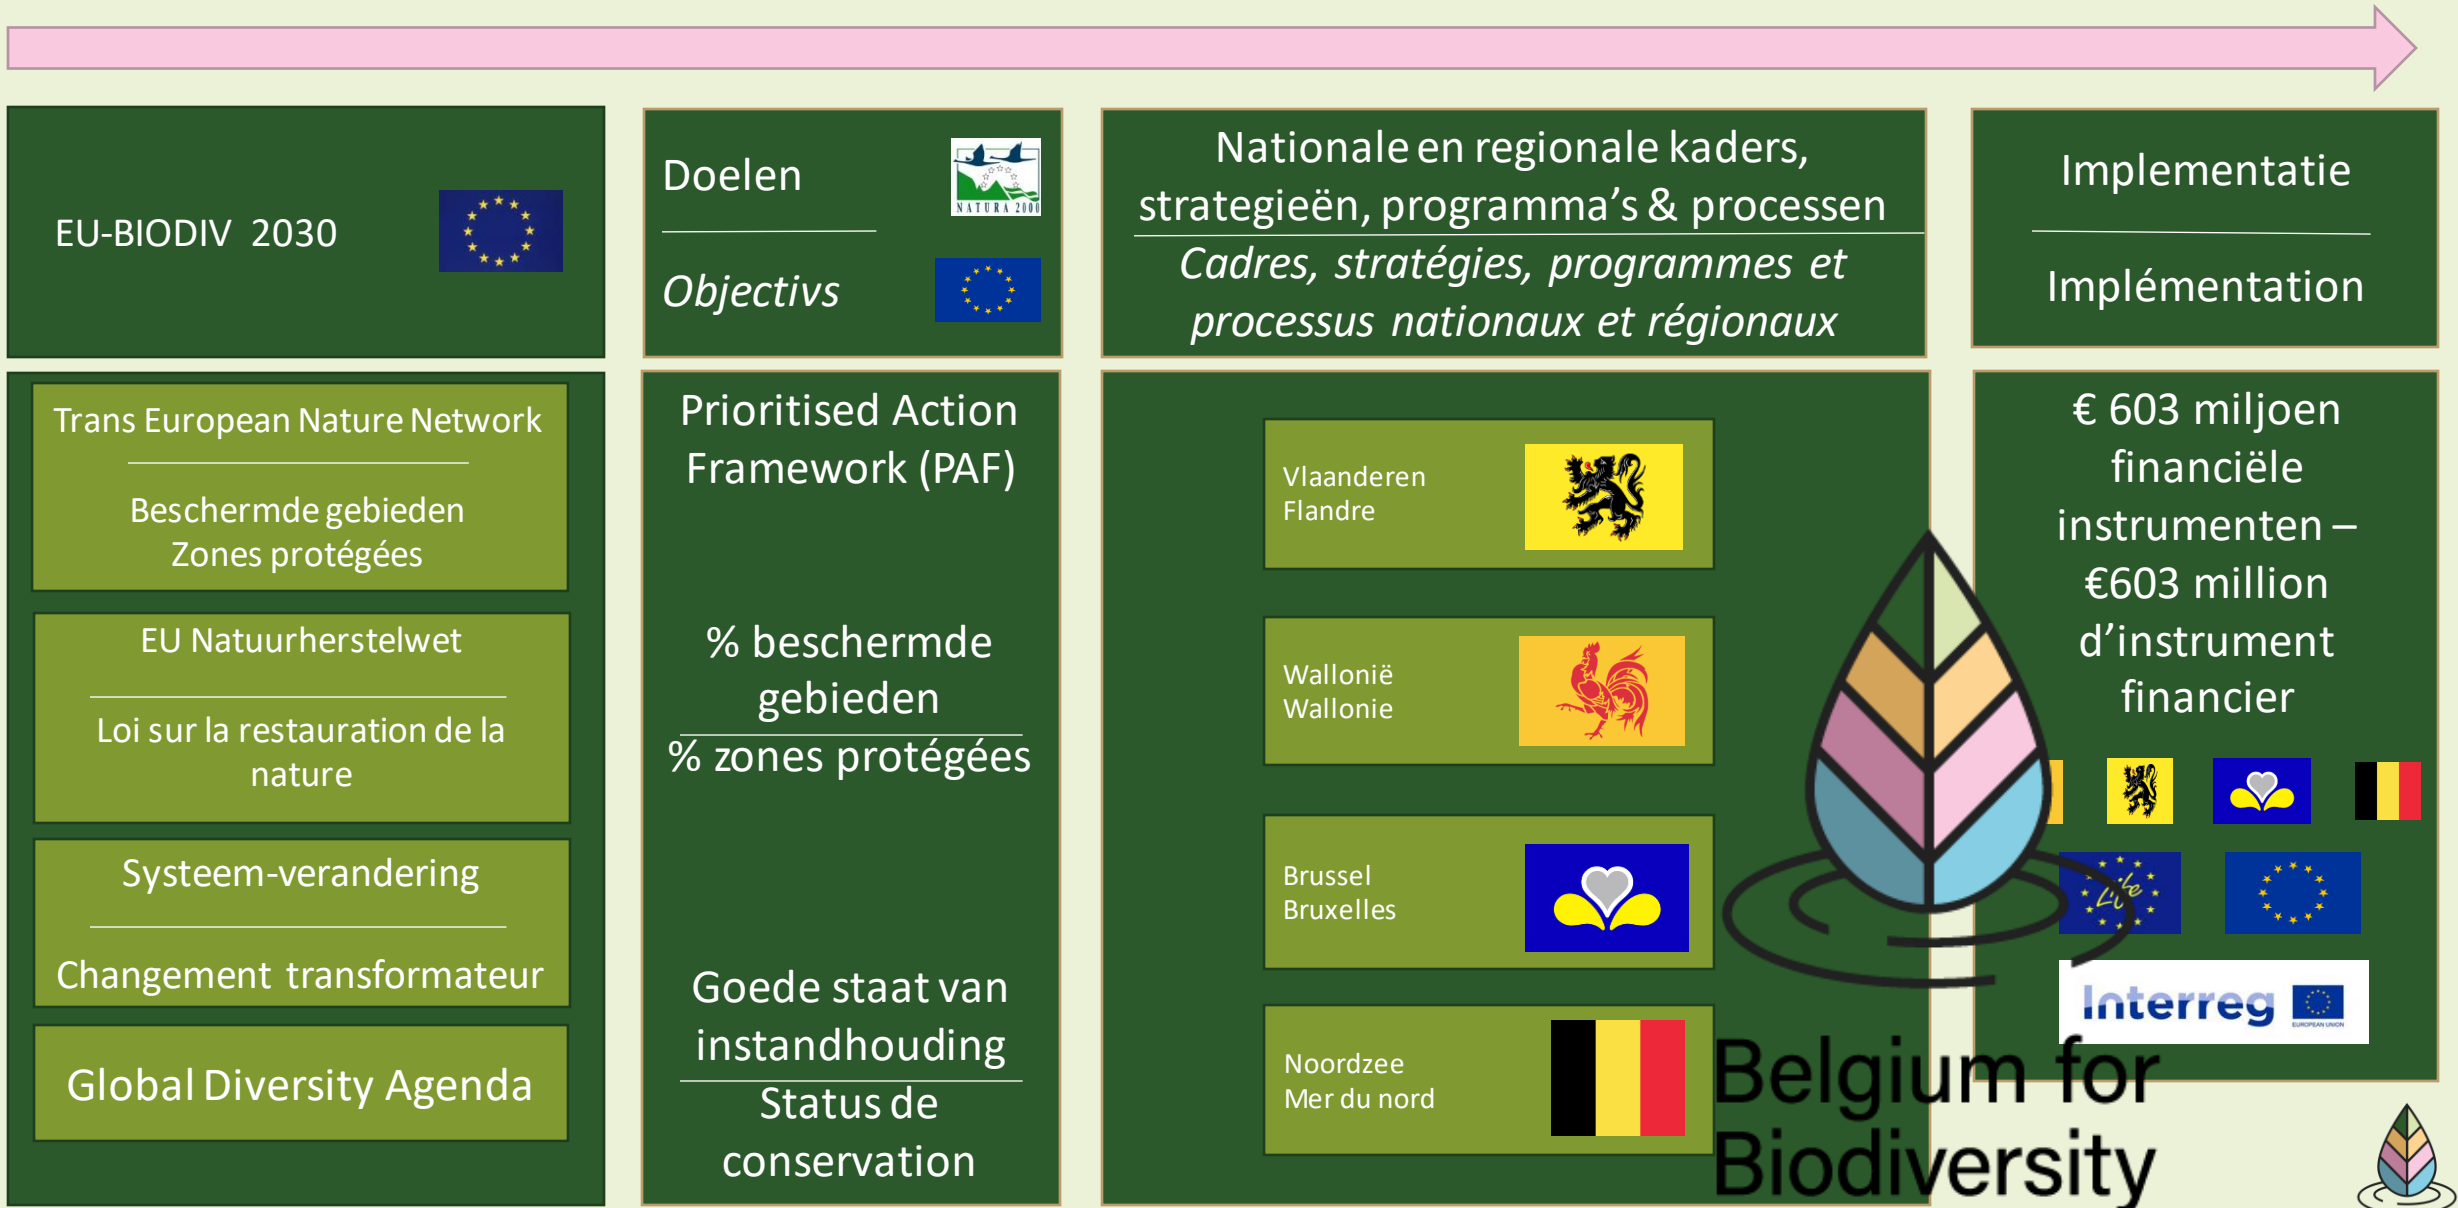 EU-BIODIV 2030
Doelen
NATURA 2000
Objectivs
Nationale en regionale kaders,
strategieën, programma's & processen
Cadres, stratégies, programmes et
processus nationaux et régionaux
Implementatie
Implémentation
Trans European Nature Network
Beschermde gebieden
Zones protégées
EU Natuurherstelwet
Loi sur la restauration de la
nature
Systeem-verandering
Changement transformateur
Global Diversity Agenda
Prioritised Action
Framework (PAF)
% beschermde
gebieden
% zones protégées
Goede staat van
instandhouding
Status de
conservation
Vlaanderen
Flandre
Wallonië
Wallonie
Brussel
Bruxelles
Noordzee
Mer du nord
€ 603 miljoen
financiële
instrumenten –
€603 million
d'instrument
financier
Life
Interreg
EUROPEAN UNION
Belgium for
Biodiversity